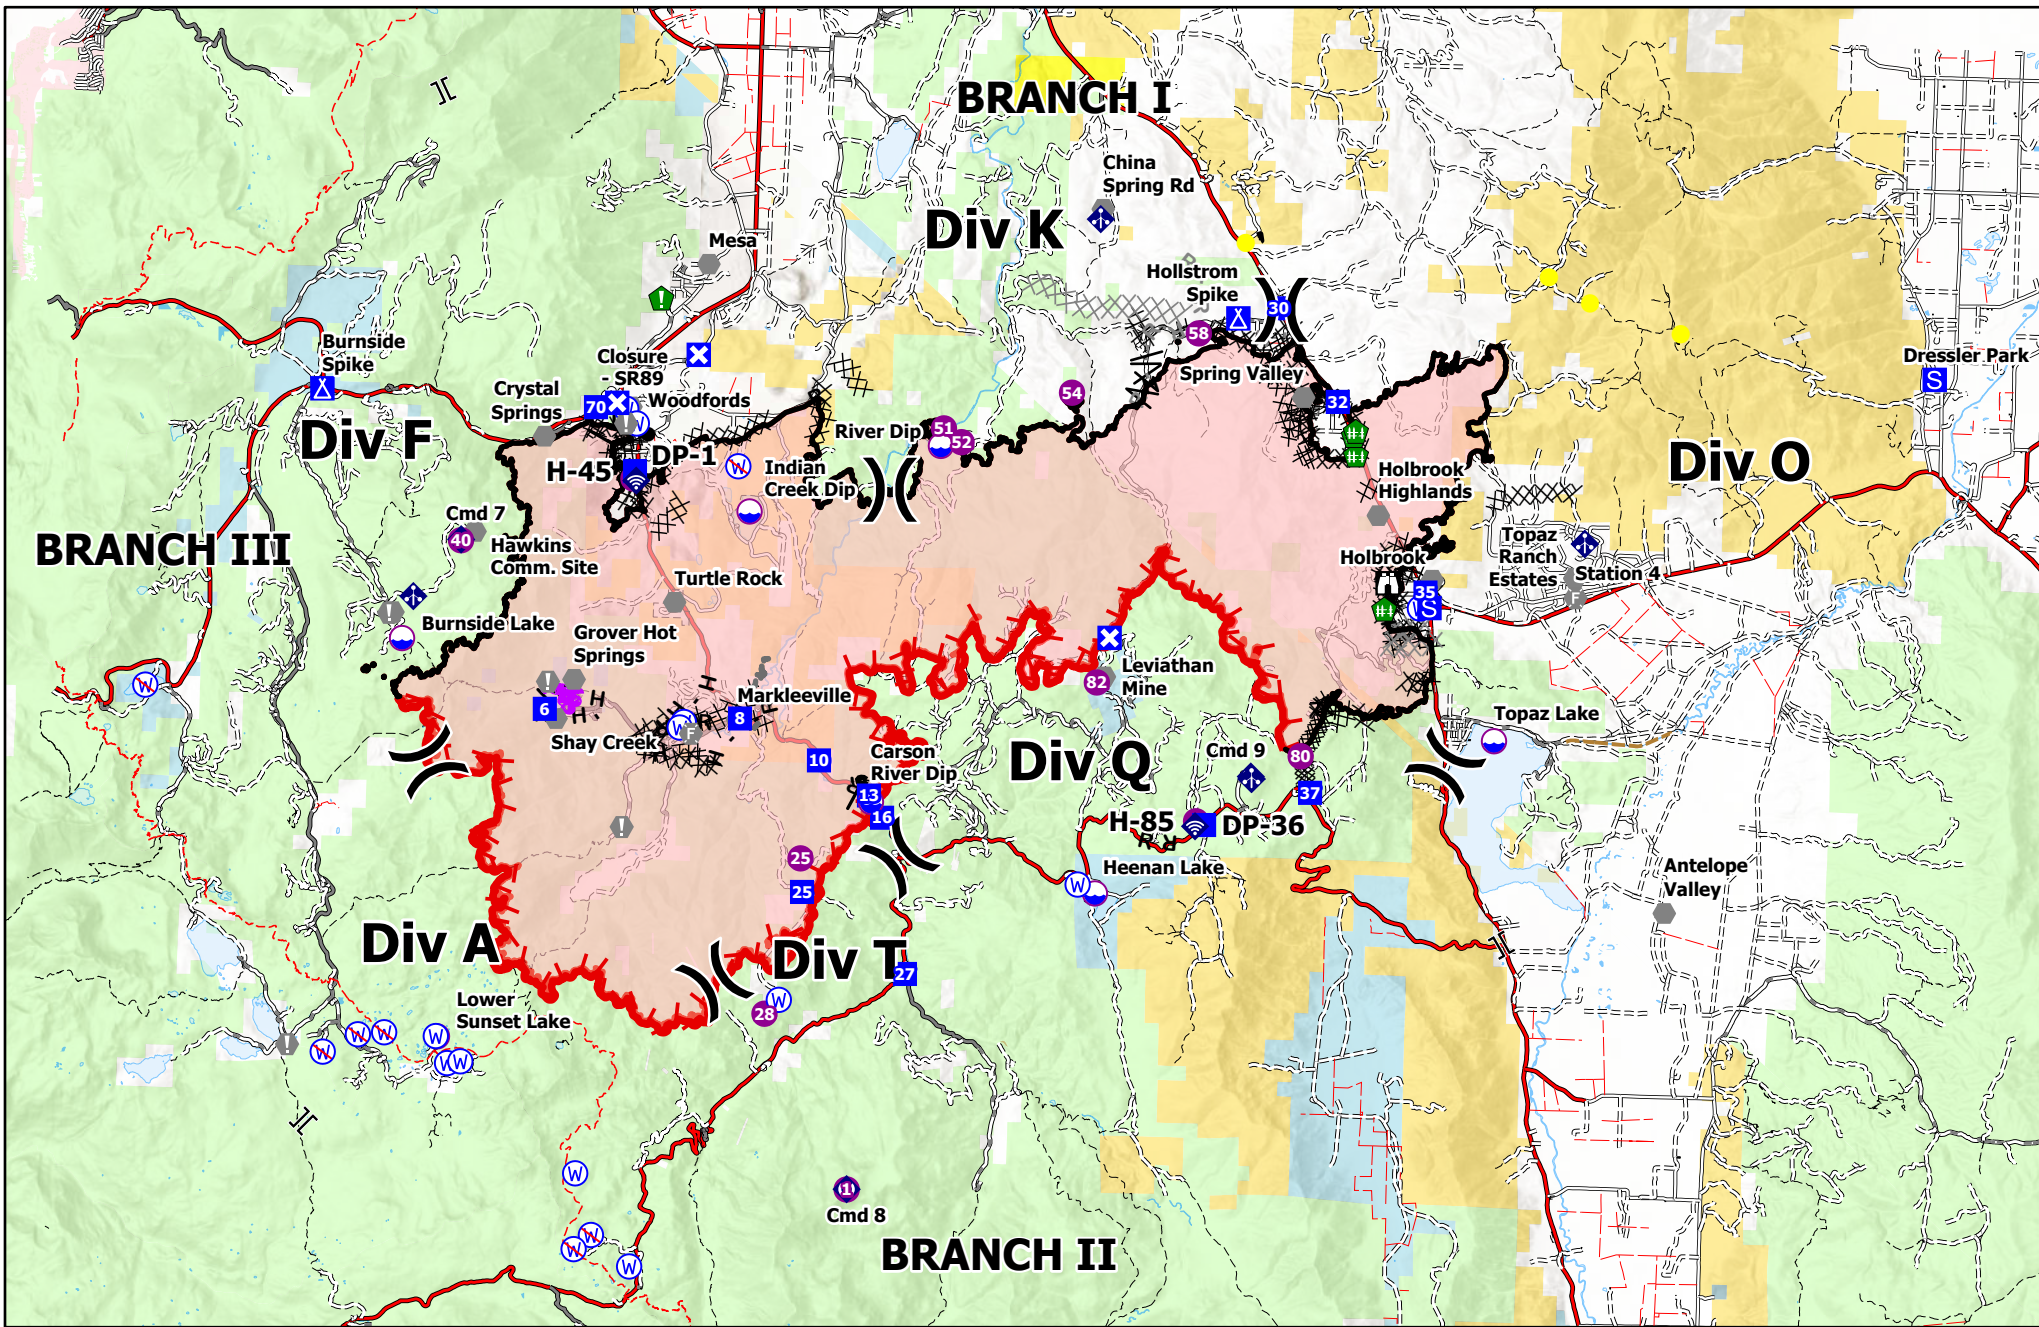 BRANCH I
China
Spring Rd
Div K
Mesa
Hollstrom
Spike
30
58
Burnside
Spike
Closure
- SR89
Woodfords
Crystal
Springs
70
W
W
54
Spring Valley
32
Dressler Park
S
Div F
River Dip
51
52
H-45
DP-1
W
Indian
Creek Dip
Holbrook
Highlands
Div O
Cmd 7
40
Hawkins
Comm. Site
BRANCH III
Topaz
Ranch
Estates
Station 4
F
Holbrook
35
S
Turtle Rock
Burnside Lake
Grover Hot
Springs
Leviathan
Mine
82
W
6
H
H
H
Markleeville
8
W
F
Shay Creek
Topaz Lake
Carson
River Dip
10
13
16
Div Q
Cmd 9
80
37
H-85
DP-36
R
R
25
25
Heenan Lake
W
Antelope
Valley
Div A
Div T
27
W
28
Lower
Sunset Lake
W
W
W
W
W
W
W
W
W
W
1
Cmd 8
BRANCH II